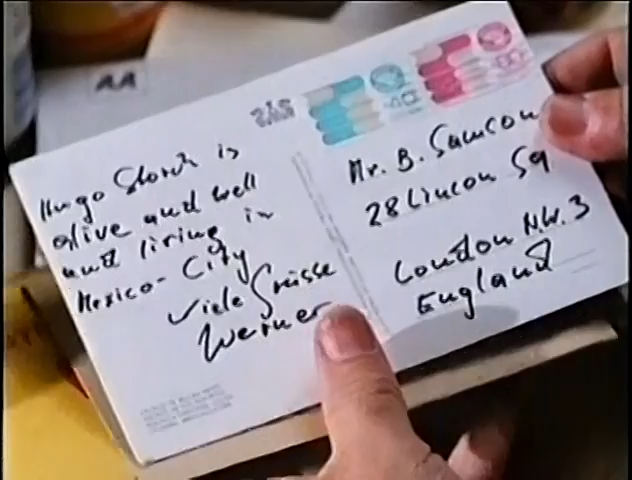 AA
Hugo Storch is
alive and well
and living in
Mexico-City
Viele Grüsse
Werner
Mr. B. Samson
28 Lincon Sq
London N.W.3
England